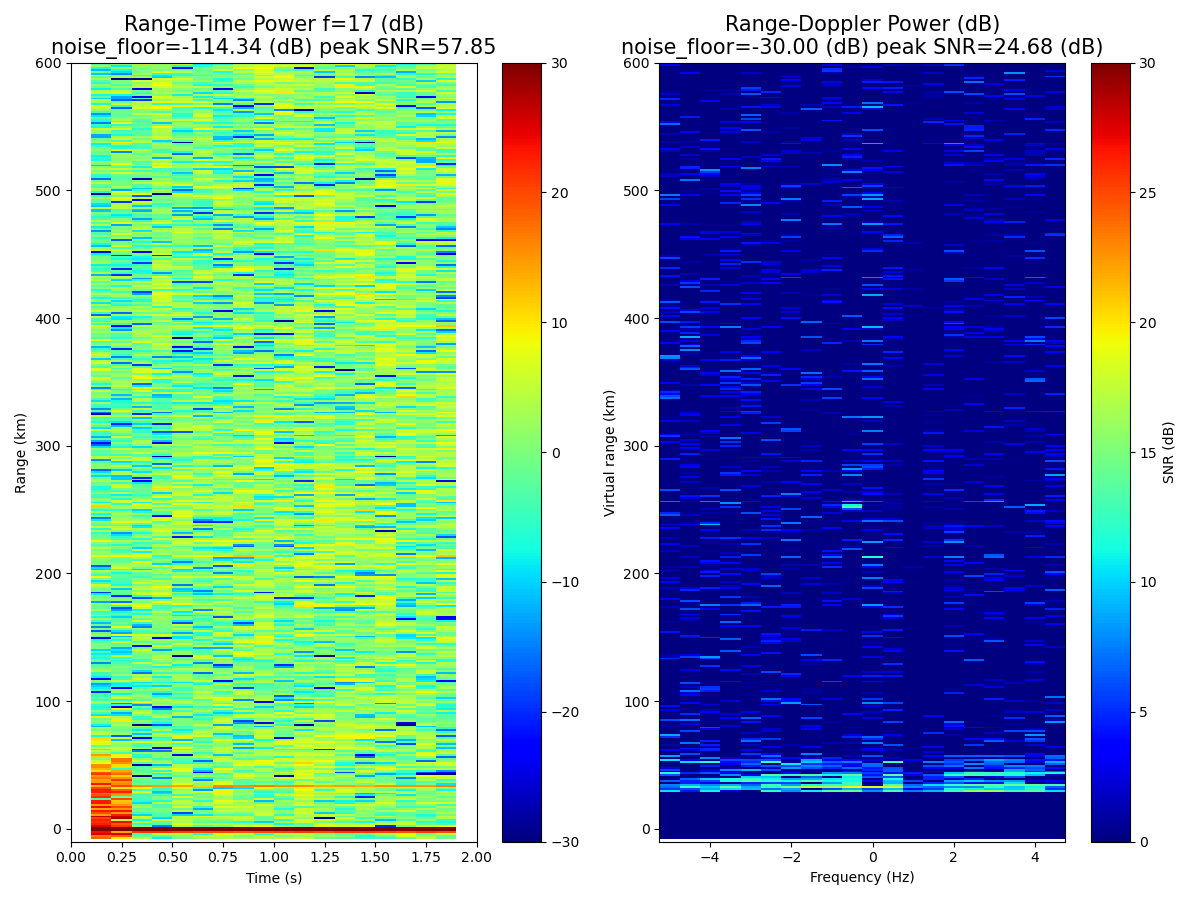 Range-Time Power f=17 (dB)
noise_floor=-114.34 (dB) peak SNR=57.85
600
500
400
300
200
100
0
Range (km)
0.00 0.25 0.50 0.75 1.00 1.25 1.50 1.75 2.00
Time (s)
30
20
10
0
−10
−20
−30
Range-Doppler Power (dB)
noise_floor=-30.00 (dB) peak SNR=24.68 (dB)
600
500
400
300
200
100
0
Virtual range (km)
−4 −2 0 2 4
Frequency (Hz)
30
25
20
15
10
5
0
SNR (dB)